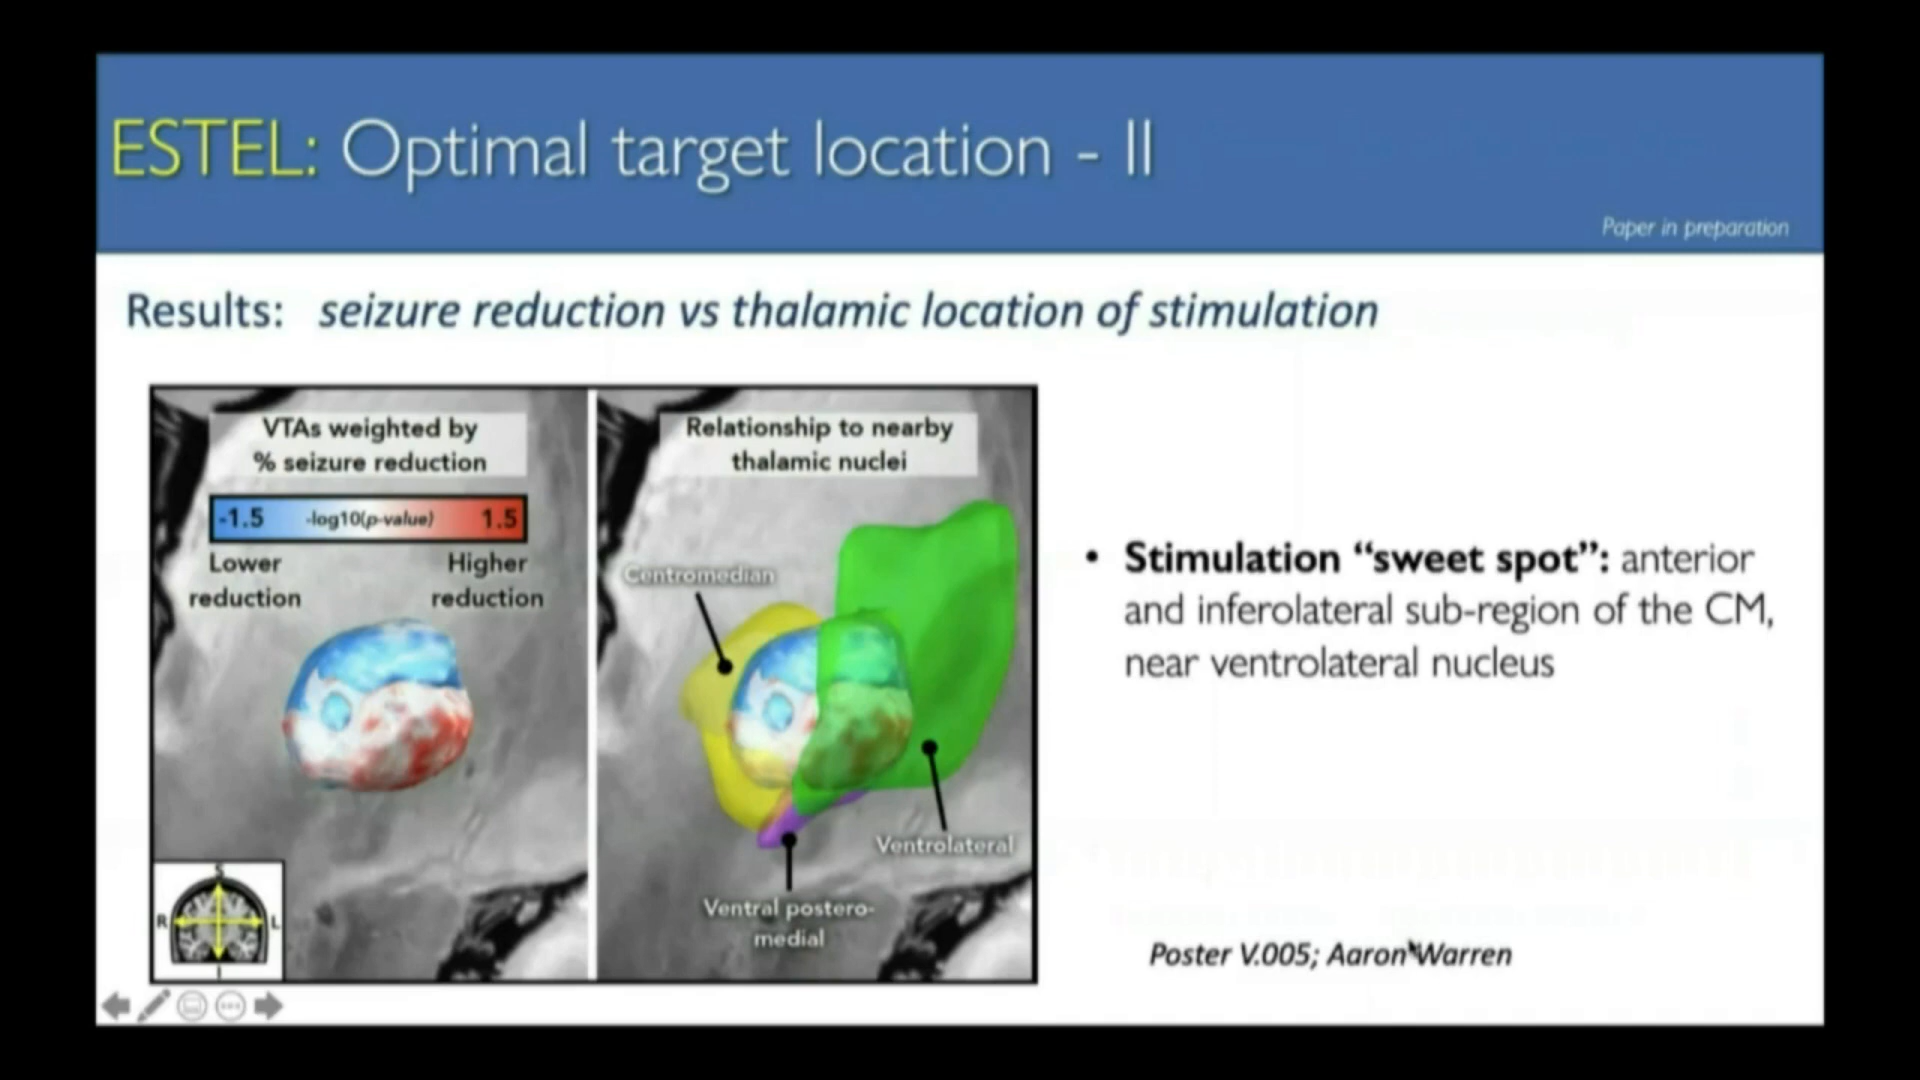 ESTEL: Optimal target location - II
Paper in preparation
Results: seizure reduction vs thalamic location of stimulation
VTAs weighted by
% seizure reduction
-1.5 -log10(p-value) 1.5
Lower
reduction
Higher
reduction
S
R L
I
Relationship to nearby
thalamic nuclei
Centromedian
Ventrolateral
Ventral postero-
medial
• Stimulation “sweet spot”: anterior
and inferolateral sub-region of the CM,
near ventrolateral nucleus
Poster V.005; Aaron Warren